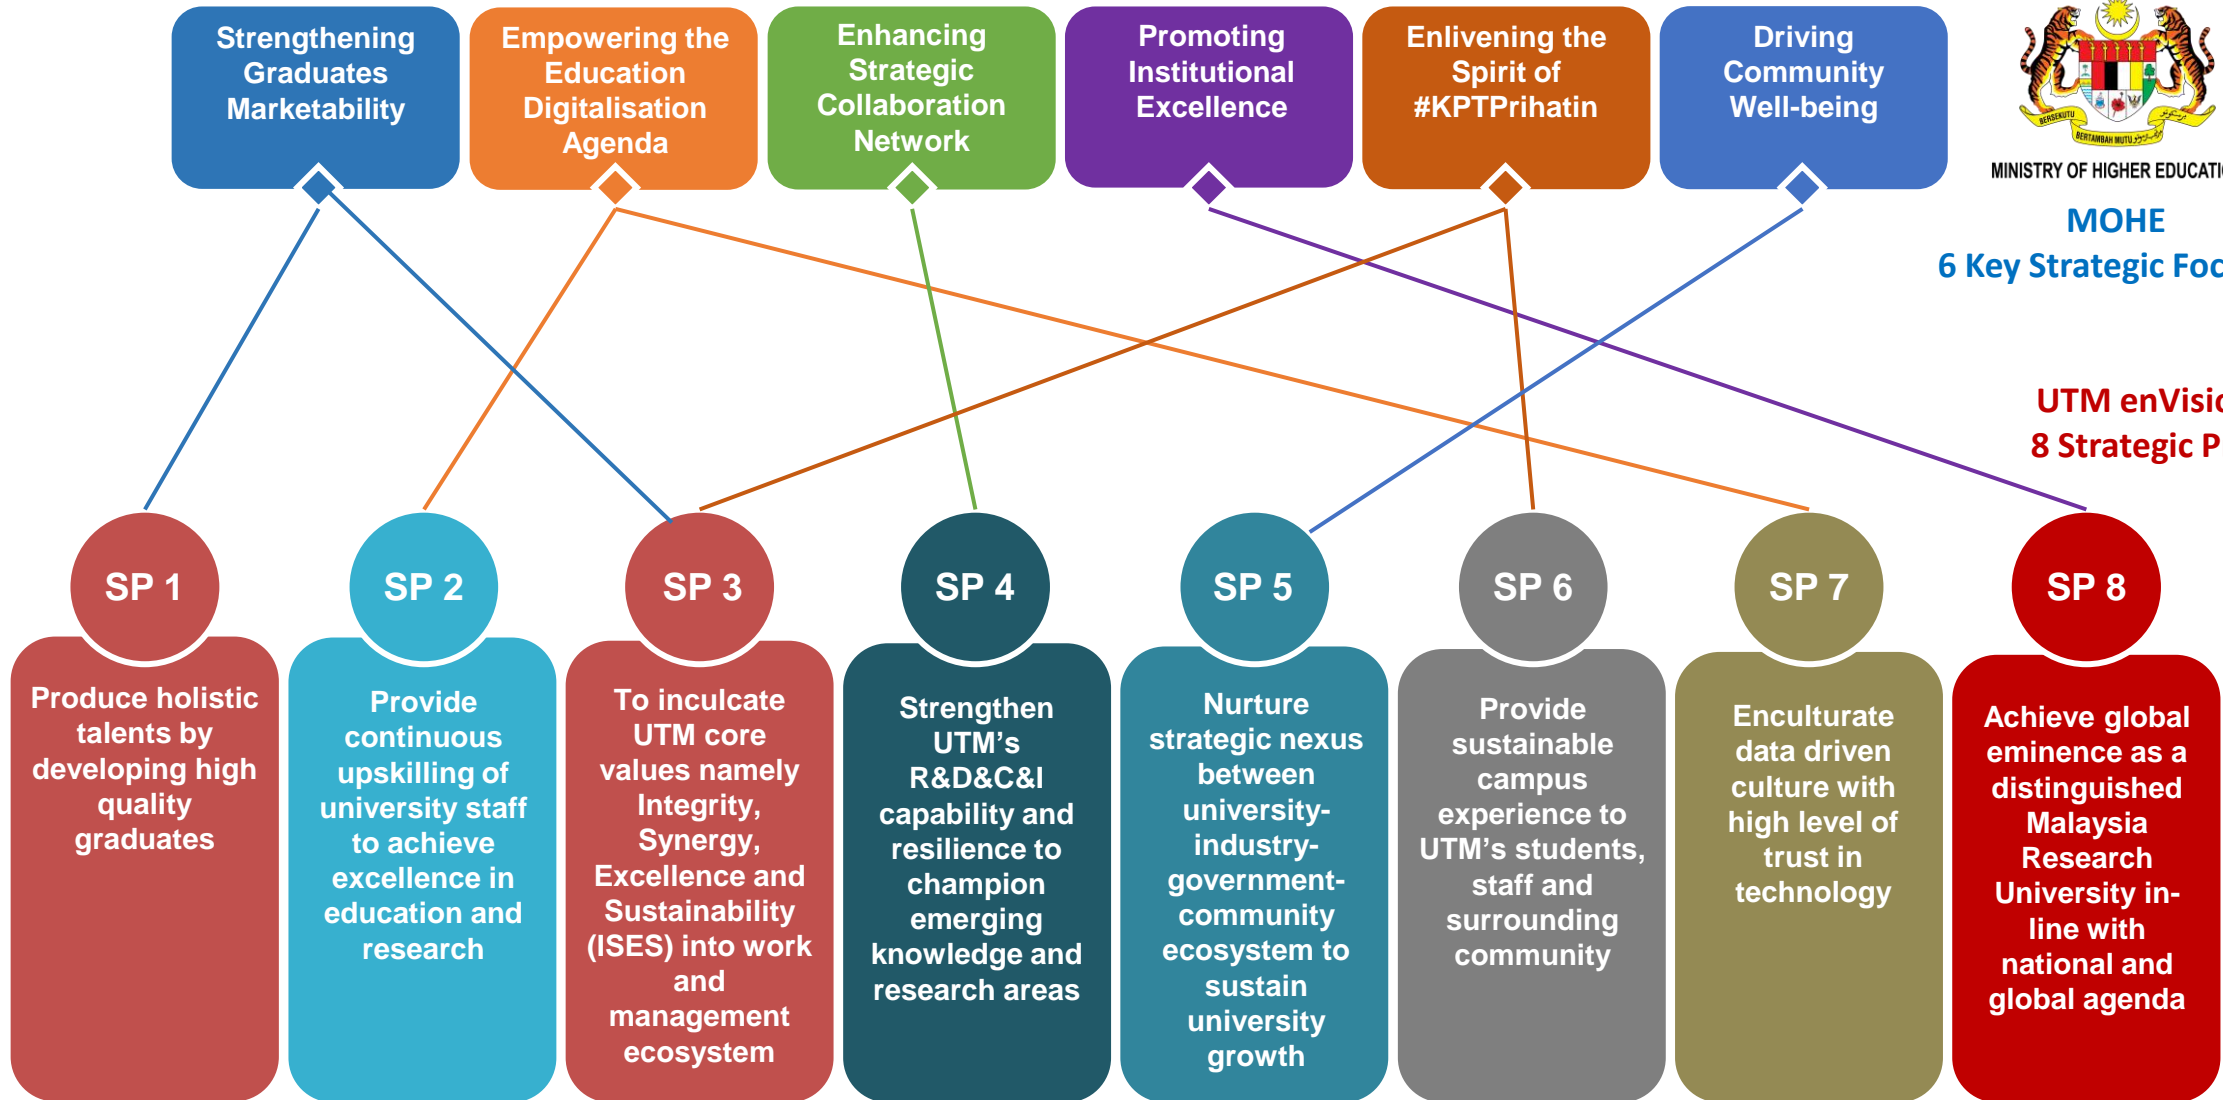 Strengthening
Graduates
Marketability
Empowering the
Education
Digitalisation
Agenda
Enhancing
Strategic
Collaboration
Network
Promoting
Institutional
Excellence
Enlivening the
Spirit of
#KPTPrihatin
Driving
Community
Well-being
BERSEKUTU
BERTAMBAH MUTU
MINISTRY OF HIGHER EDUCATIO
MOHE
6 Key Strategic Foc
UTM enVisio
8 Strategic P
SP 1
Produce holistic
talents by
developing high
quality
graduates
SP 2
Provide
continuous
upskilling of
university staff
to achieve
excellence in
education and
research
SP 3
To inculcate
UTM core
values namely
Integrity,
Synergy,
Excellence and
Sustainability
(ISES) into work
and
management
ecosystem
SP 4
Strengthen
UTM’s
R&D&C&I
capability and
resilience to
champion
emerging
knowledge and
research areas
SP 5
Nurture
strategic nexus
between
university-
industry-
government-
community
ecosystem to
sustain
university
growth
SP 6
Provide
sustainable
campus
experience to
UTM’s students,
staff and
surrounding
community
SP 7
Enculturate
data driven
culture with
high level of
trust in
technology
SP 8
Achieve global
eminence as a
distinguished
Malaysia
Research
University in-
line with
national and
global agenda